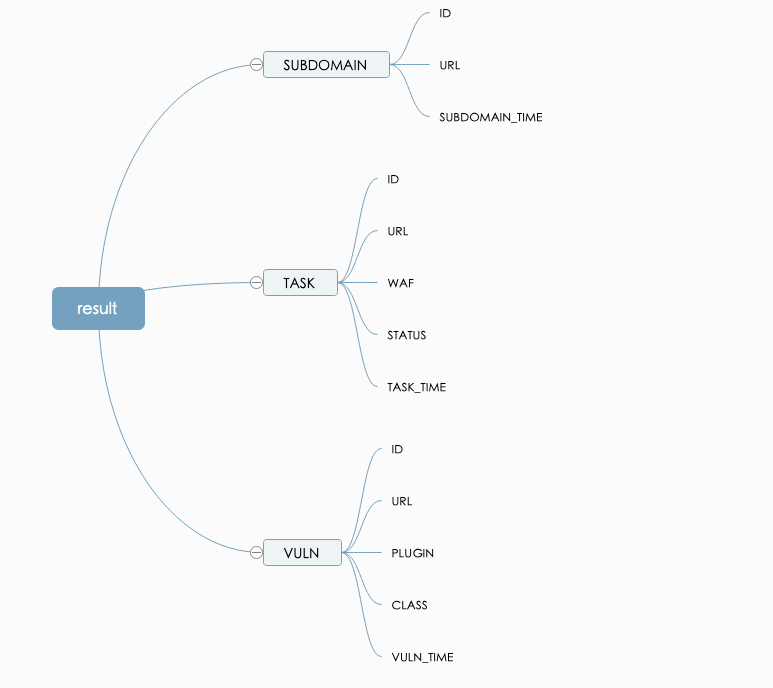 result
SUBDOMAIN
ID
URL
SUBDOMAIN_TIME
TASK
ID
URL
WAF
STATUS
TASK_TIME
VULN
ID
URL
PLUGIN
CLASS
VULN_TIME